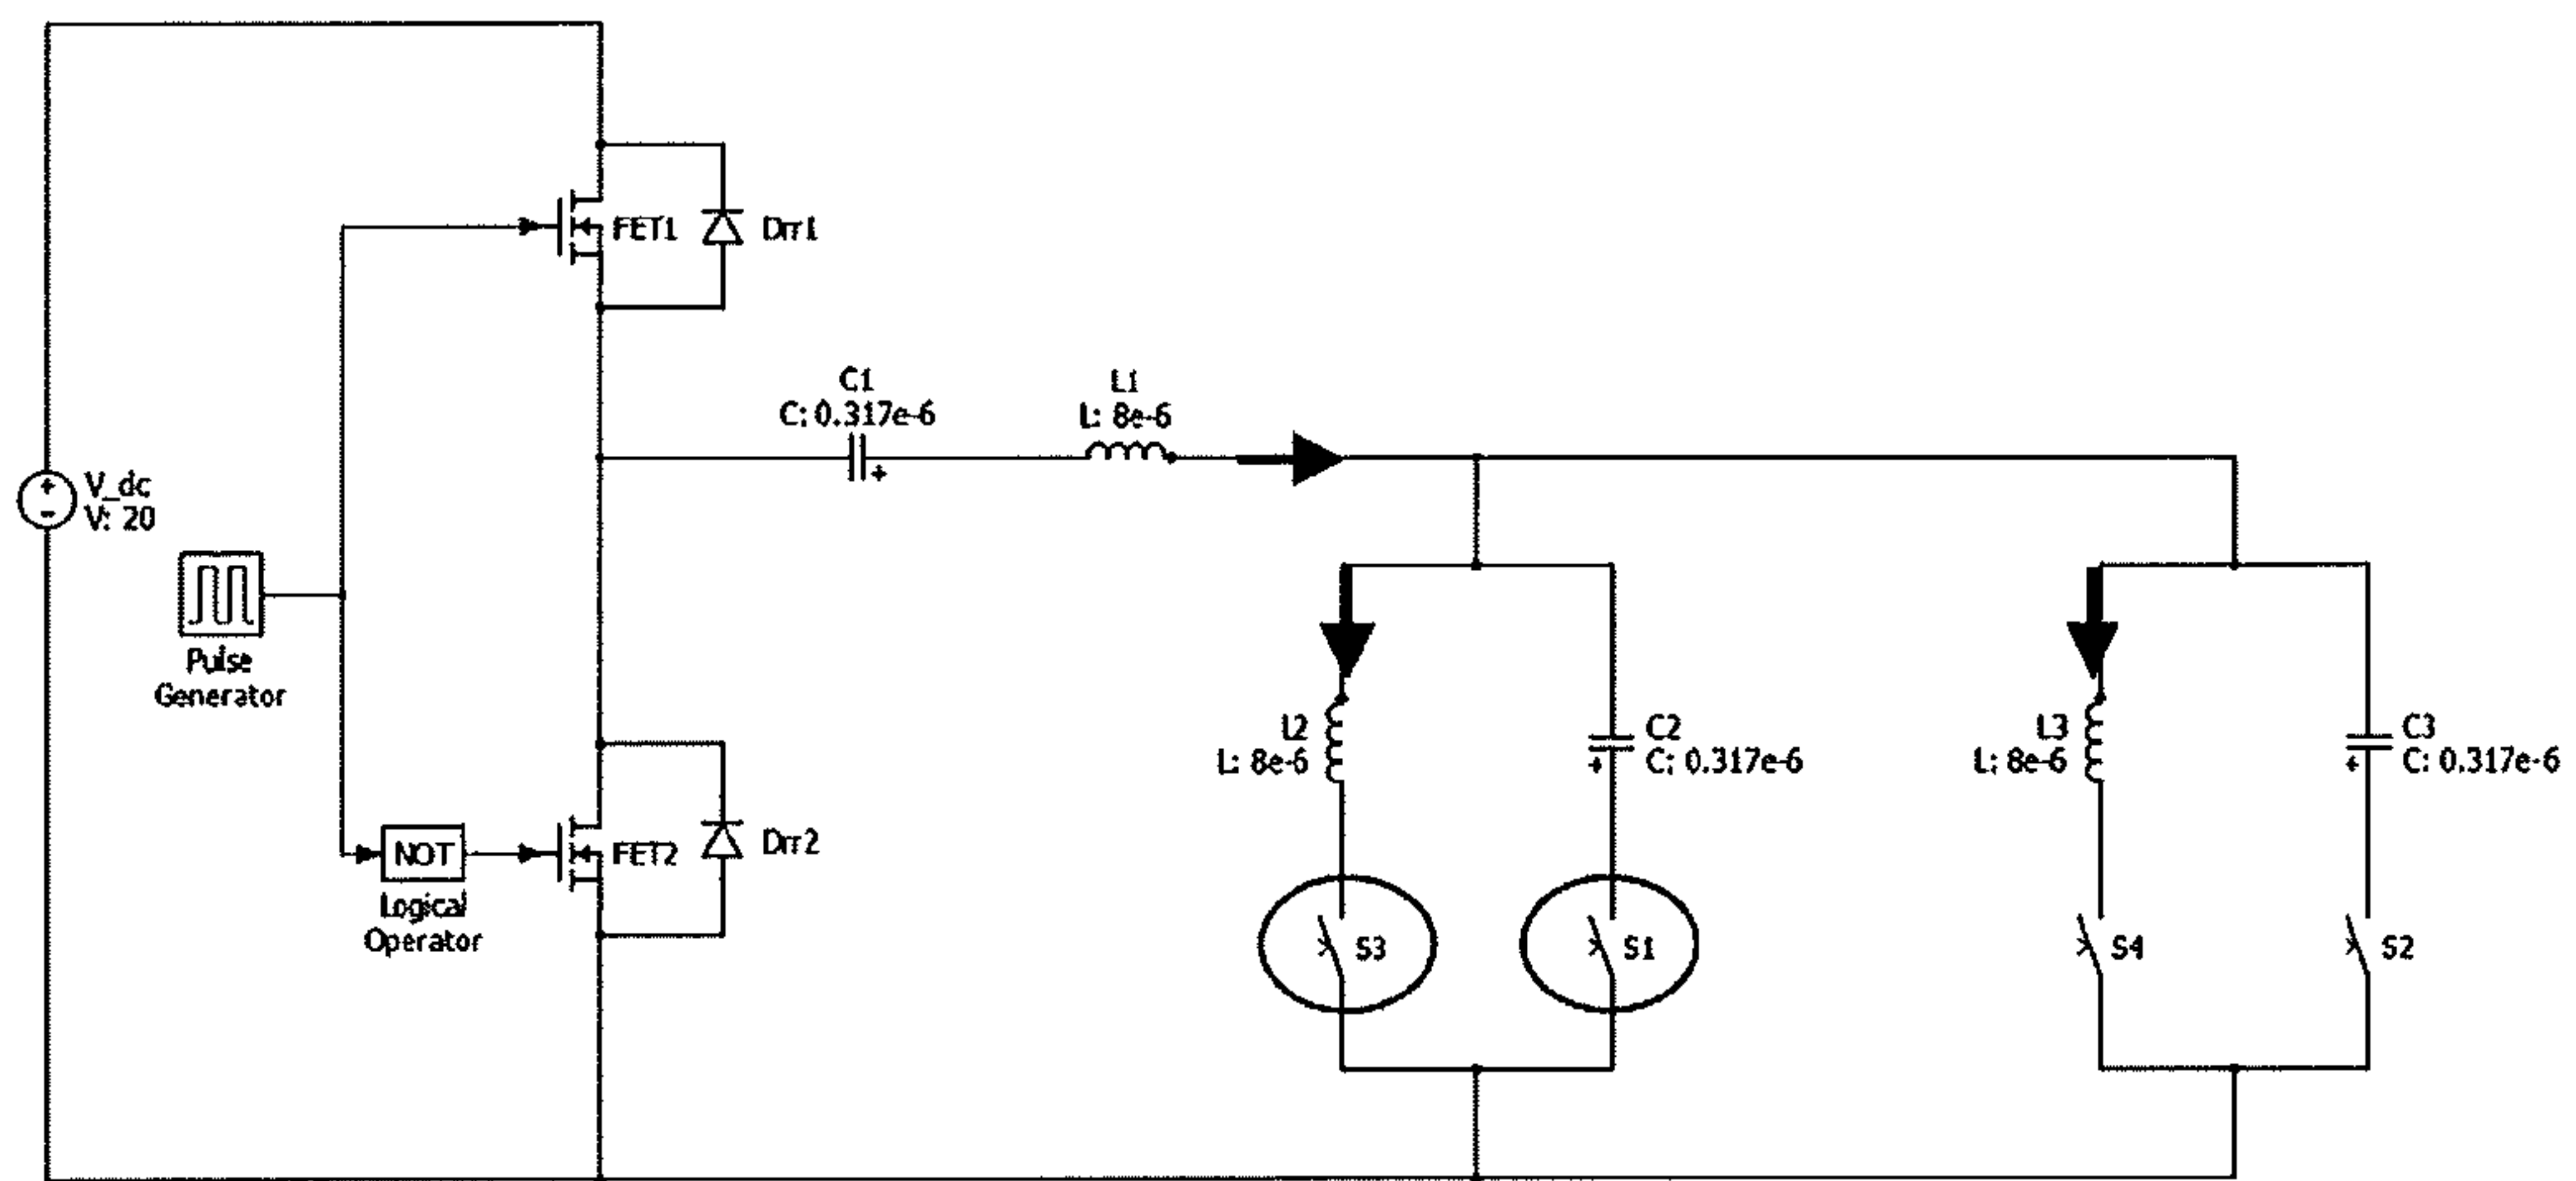 FET1
Drr1
C1
C: 0.317e-6
L1
L: 8e-6
+
+
-
V_dc
V: 20
Pulse
Generator
L2
L: 8e-6
C2
C: 0.317e-6
+
L3
L: 8e-6
C3
C: 0.317e-6
+
NOT
Logical
Operator
FET2
Drr2
S3
S1
S4
S2